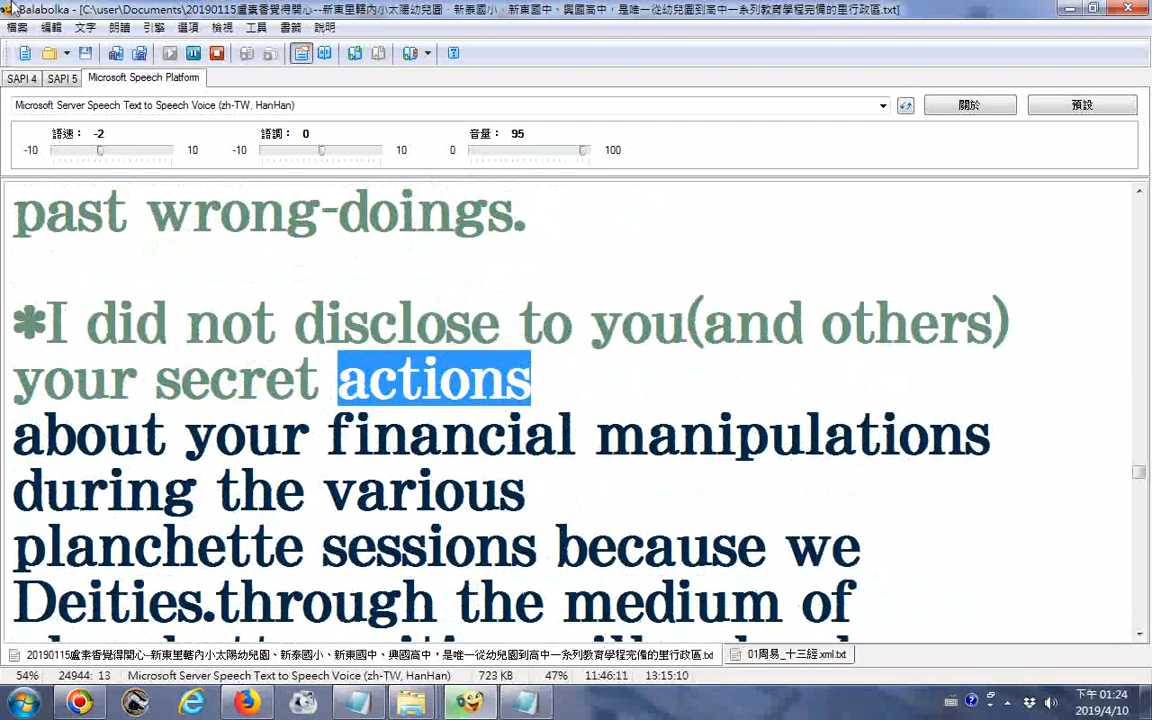 Balabolka - [C:\user\Documents\20190115盧素香覺得開心--新東里轄內小太陽幼兒園、新泰國小、新東國中、興國高中，是唯一從幼兒園到高中一系列教育學程完備的里行政區.txt]
檔案 編輯 文字 朗讀 引擎 選項 檢視 工具 書籤 說明
SAPI 4 SAPI 5 Microsoft Speech Platform
Microsoft Server Speech Text to Speech Voice (zh-TW, HanHan) 關於 預設
語速： -2 語調： 0 音量： 95
-10 10 -10 10 0 100
past wrong-doings.
*I did not disclose to you(and others)
your secret actions
about your financial manipulations
during the various
planchette sessions because we
Deities.through the medium of
20190115盧素香覺得開心--新東里轄內小太陽幼兒園、新泰國小、新東國中、興國高中，是唯一從幼兒園到高中一系列教育學程完備的里行政區.txt 01周易_十三經.xml.txt
54% 24944: 13 Microsoft Server Speech Text to Speech Voice (zh-TW, HanHan) 723 KB 47% 11:46:11 13:15:10
下午 01:24
2019/4/10